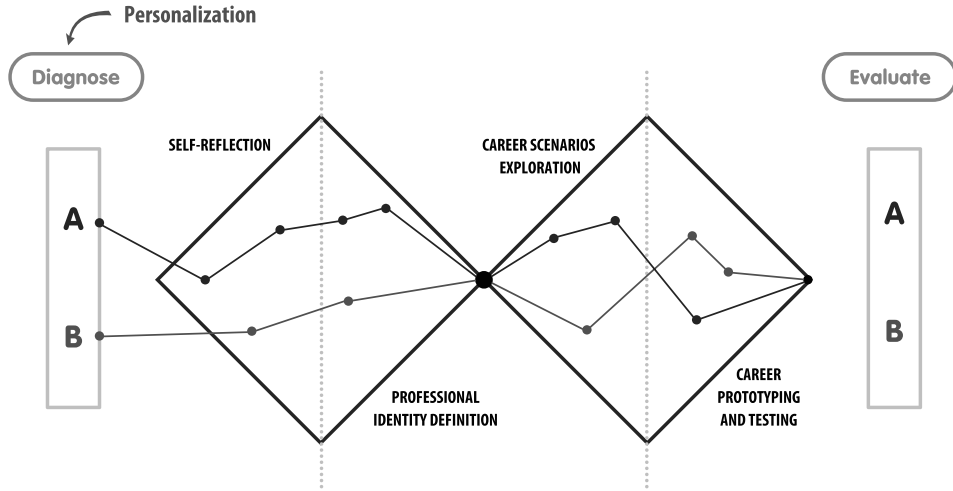 Personalization
Diagnose
Evaluate
SELF-REFLECTION
CAREER SCENARIOS
EXPLORATION
A
B
A
B
PROFESSIONAL
IDENTITY DEFINITION
CAREER
PROTOTYPING
AND TESTING